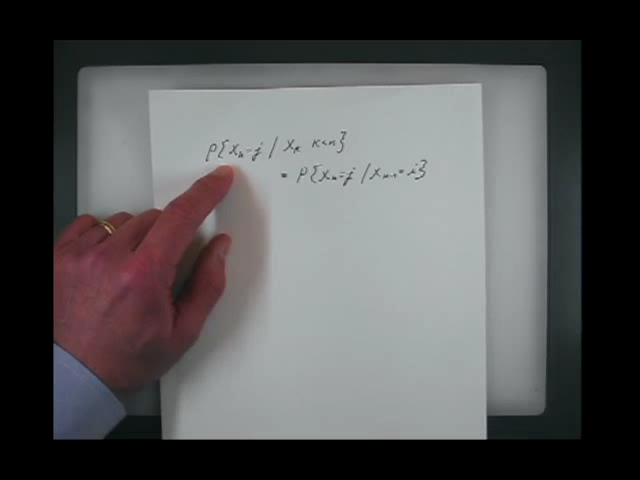 P{Xn=j / Xk k<n}
= P{Xn=j / Xn-1=i}